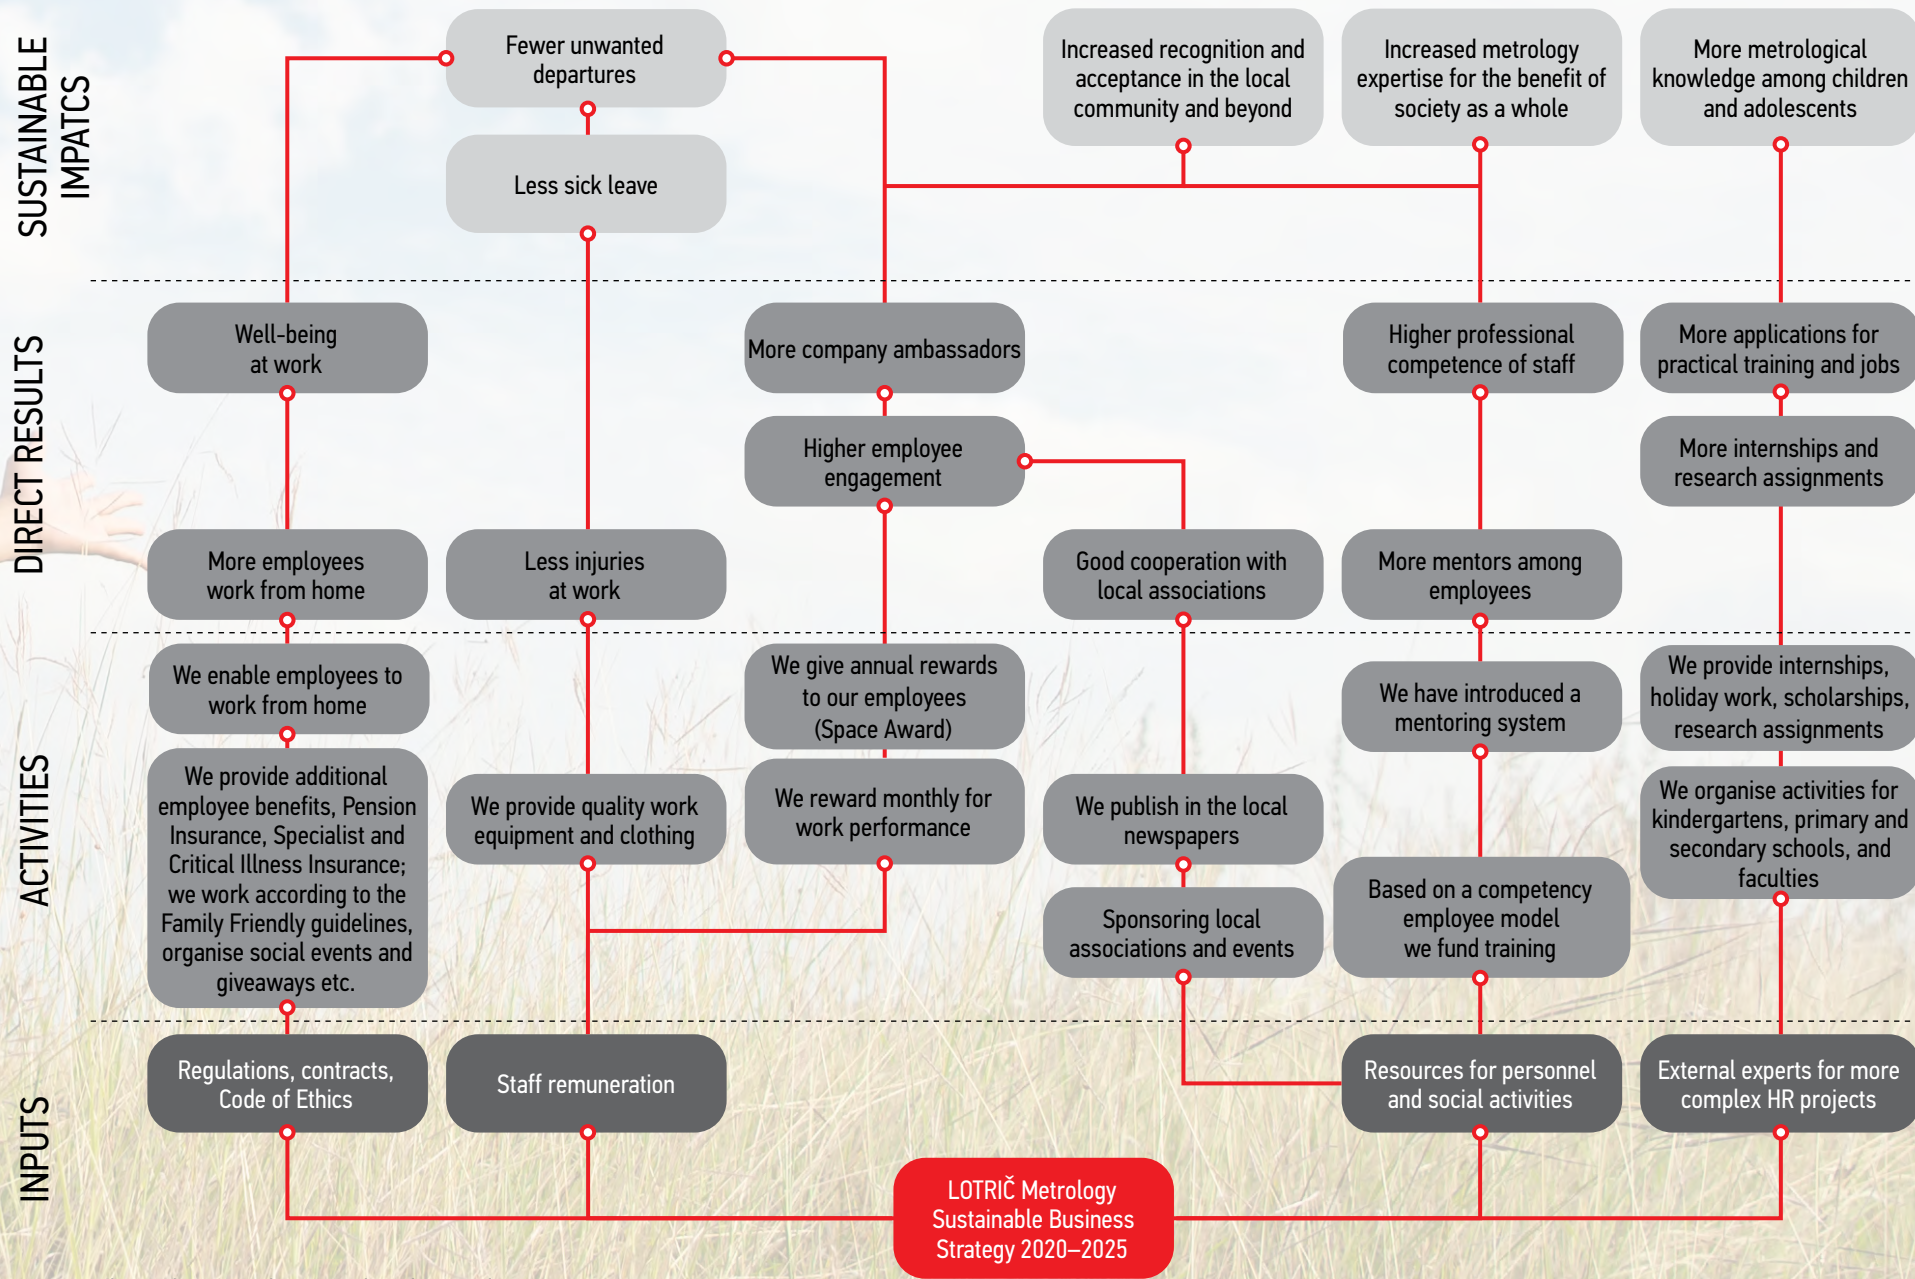 SUSTAINABLE
IMPATCS
Fewer unwanted
departures
Less sick leave
Increased recognition and
acceptance in the local
community and beyond
Increased metrology
expertise for the benefit of
society as a whole
More metrological
knowledge among children
and adolescents
DIRECT RESULTS
Well-being
at work
More company ambassadors
Higher professional
competence of staff
More applications for
practical training and jobs
Higher employee
engagement
More internships and
research assignments
More employees
work from home
Less injuries
at work
Good cooperation with
local associations
More mentors among
employees
ACTIVITIES
We enable employees to
work from home
We give annual rewards
to our employees
(Space Award)
We have introduced a
mentoring system
We provide internships,
holiday work, scholarships,
research assignments
We provide additional
employee benefits, Pension
Insurance, Specialist and
Critical Illness Insurance;
we work according to the
Family Friendly guidelines,
organise social events and
giveaways etc.
We provide quality work
equipment and clothing
We reward monthly for
work performance
We publish in the local
newspapers
We organise activities for
kindergartens, primary and
secondary schools, and
faculties
Sponsoring local
associations and events
Based on a competency
employee model
we fund training
INPUTS
Regulations, contracts,
Code of Ethics
Staff remuneration
Resources for personnel
and social activities
External experts for more
complex HR projects
LOTRIČ Metrology
Sustainable Business
Strategy 2020–2025